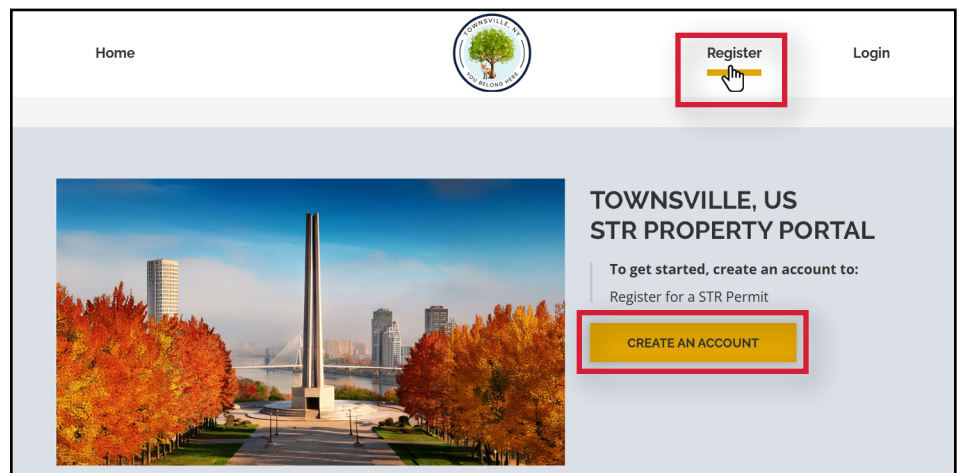 Home
TOWNSVILLE, NY
YOU BELONG HERE
Register
Login
TOWNSVILLE, US
STR PROPERTY PORTAL
To get started, create an account to:
Register for a STR Permit
CREATE AN ACCOUNT